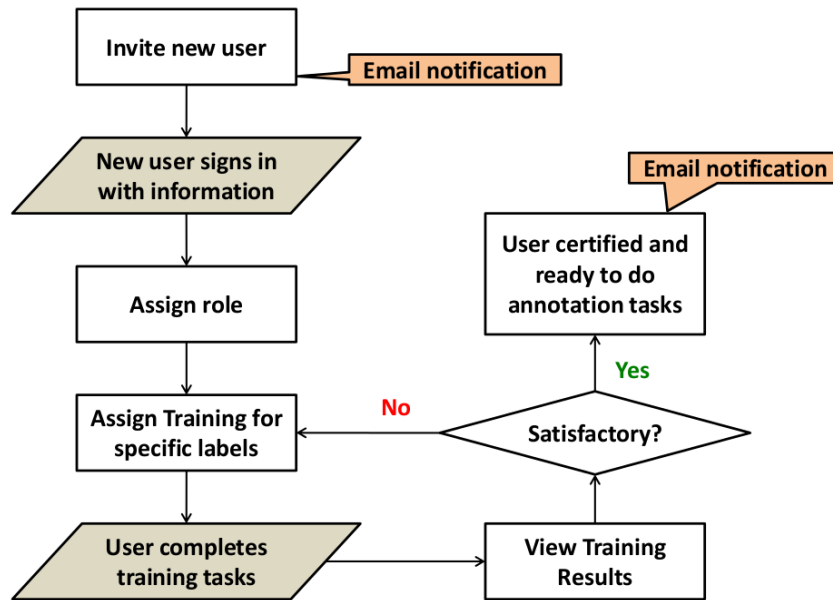 Invite new user
Email notification
New user signs in
with information
Email notification
User certified and
ready to do
annotation tasks
Assign role
Yes
No
Assign Training for
specific labels
Satisfactory?
User completes
training tasks
View Training
Results